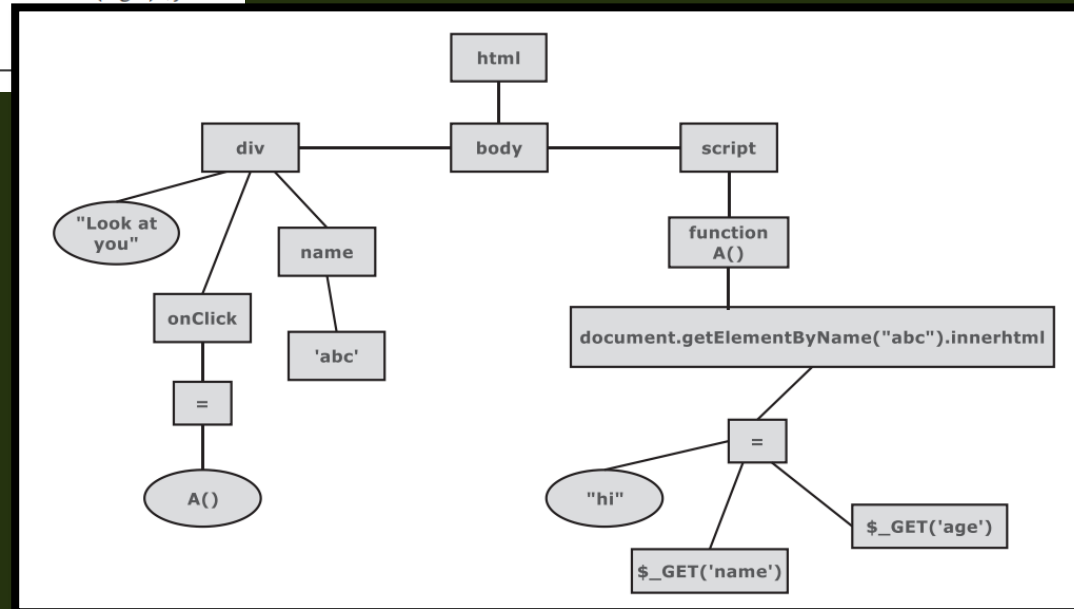 html
div
body
script
"Look at
you"
name
function
A()
onClick
document.getElementByName("abc").innerhtml
'abc'
=
=
A()
"hi"
$_GET('age')
$_GET('name')